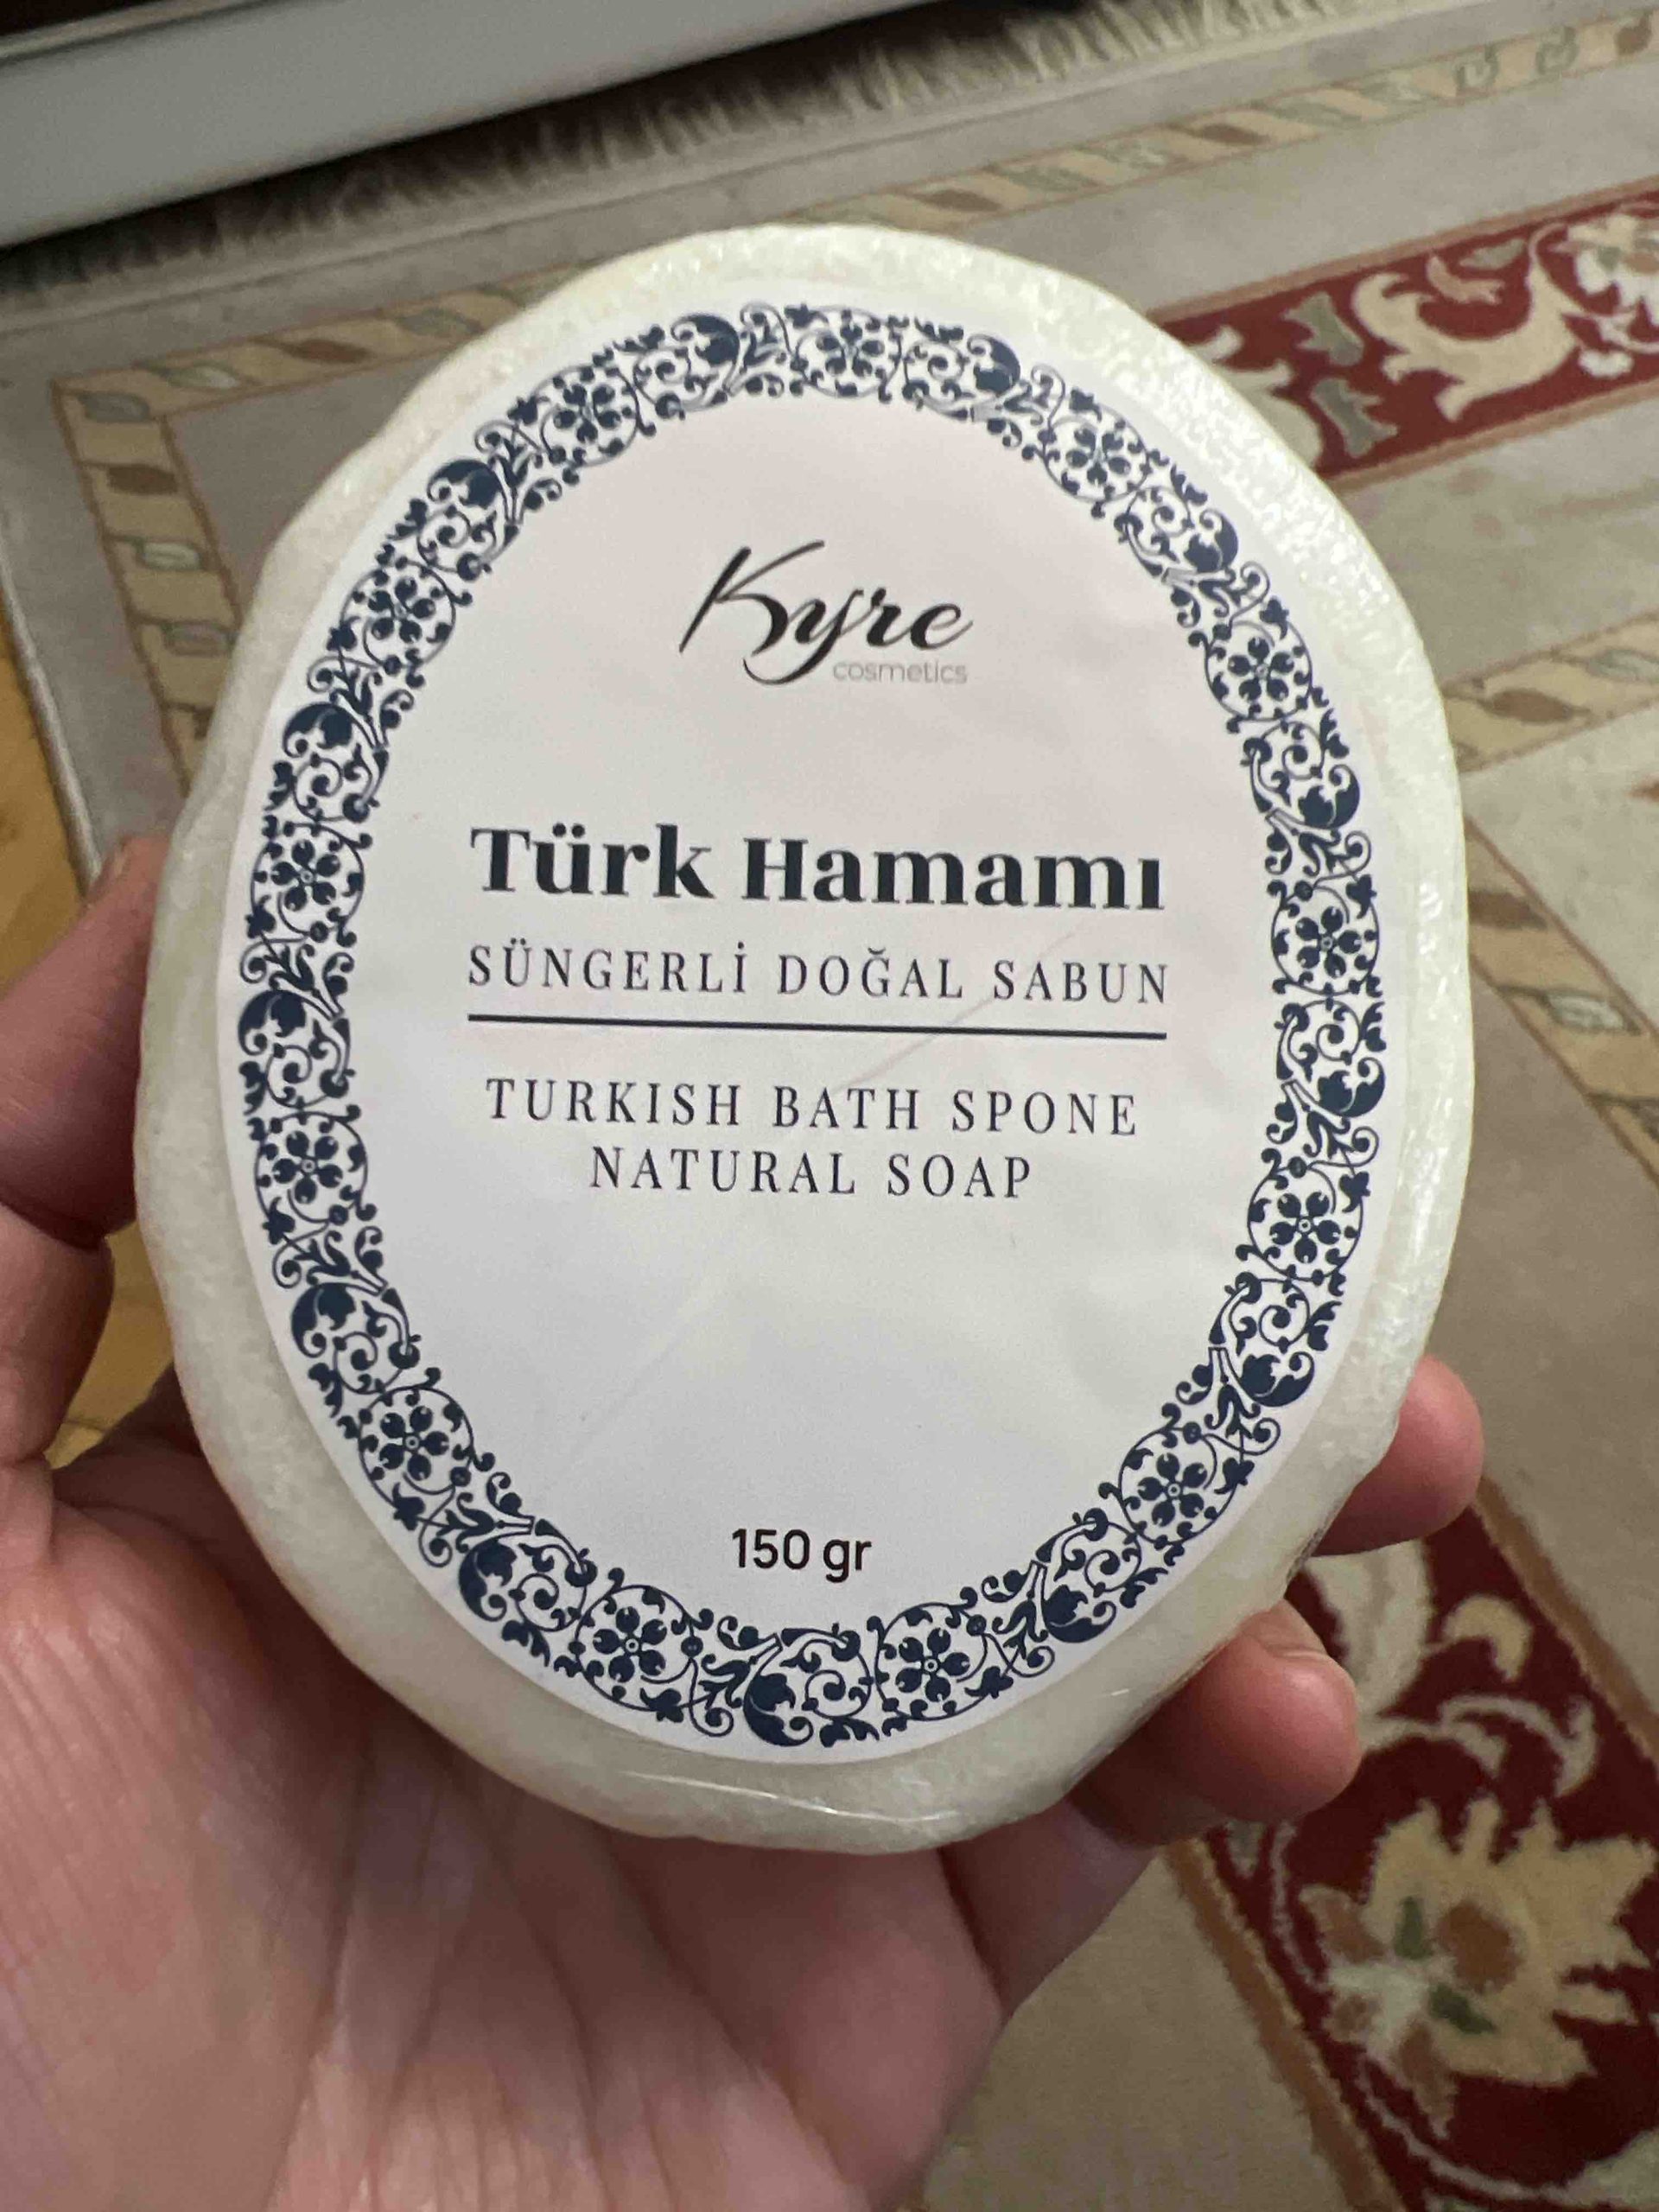 Kyre
cosmetics
Türk Hamamı
SÜNGERLİ DOĞAL SABUN
TURKISH BATH SPONE
NATURAL SOAP
150 gr